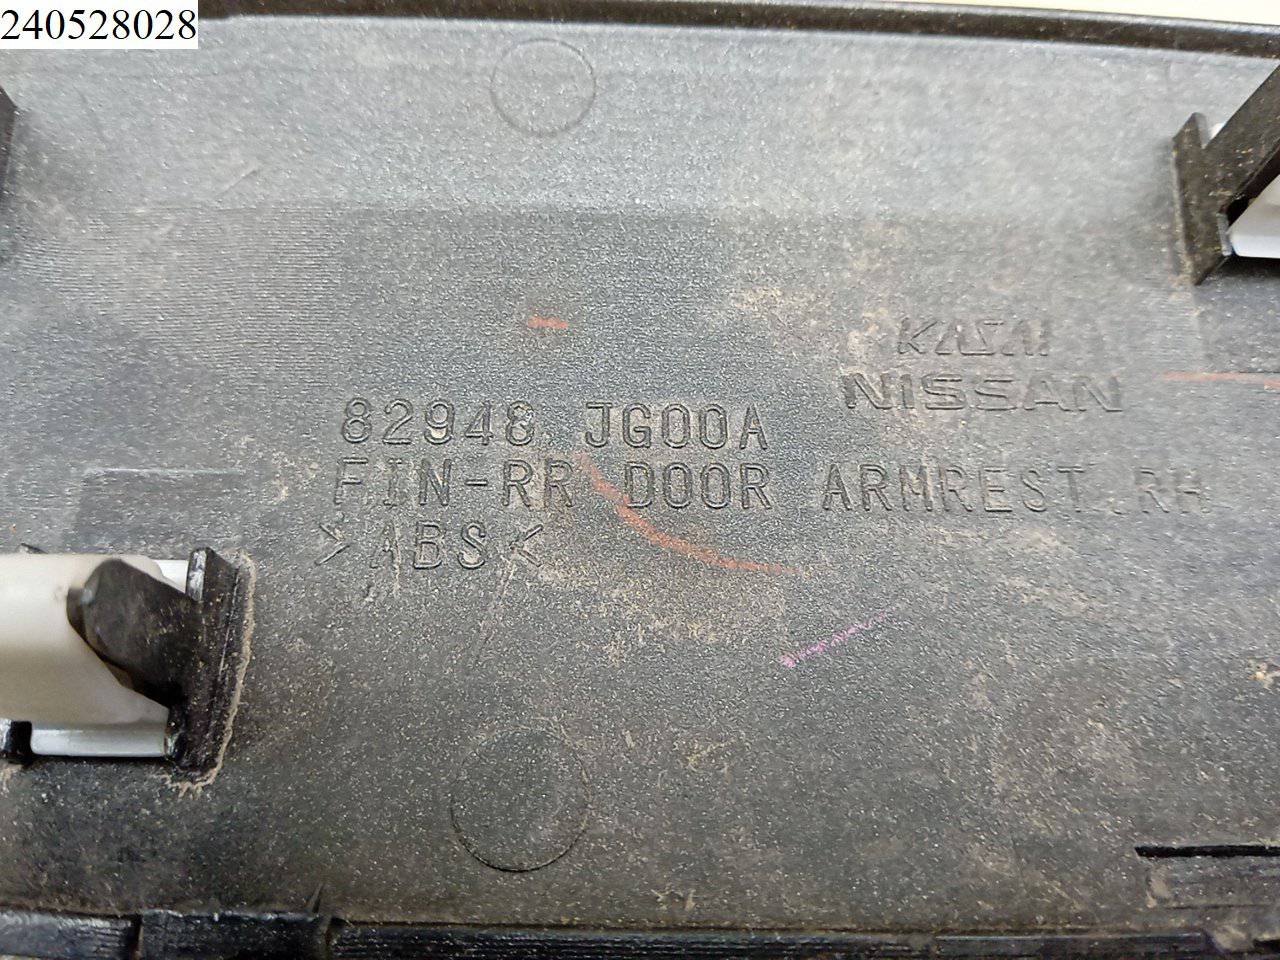 240528028
KASAI
NISSAN
82948 JG00A
FIN-RR DOOR ARMREST.RH
>ABS<